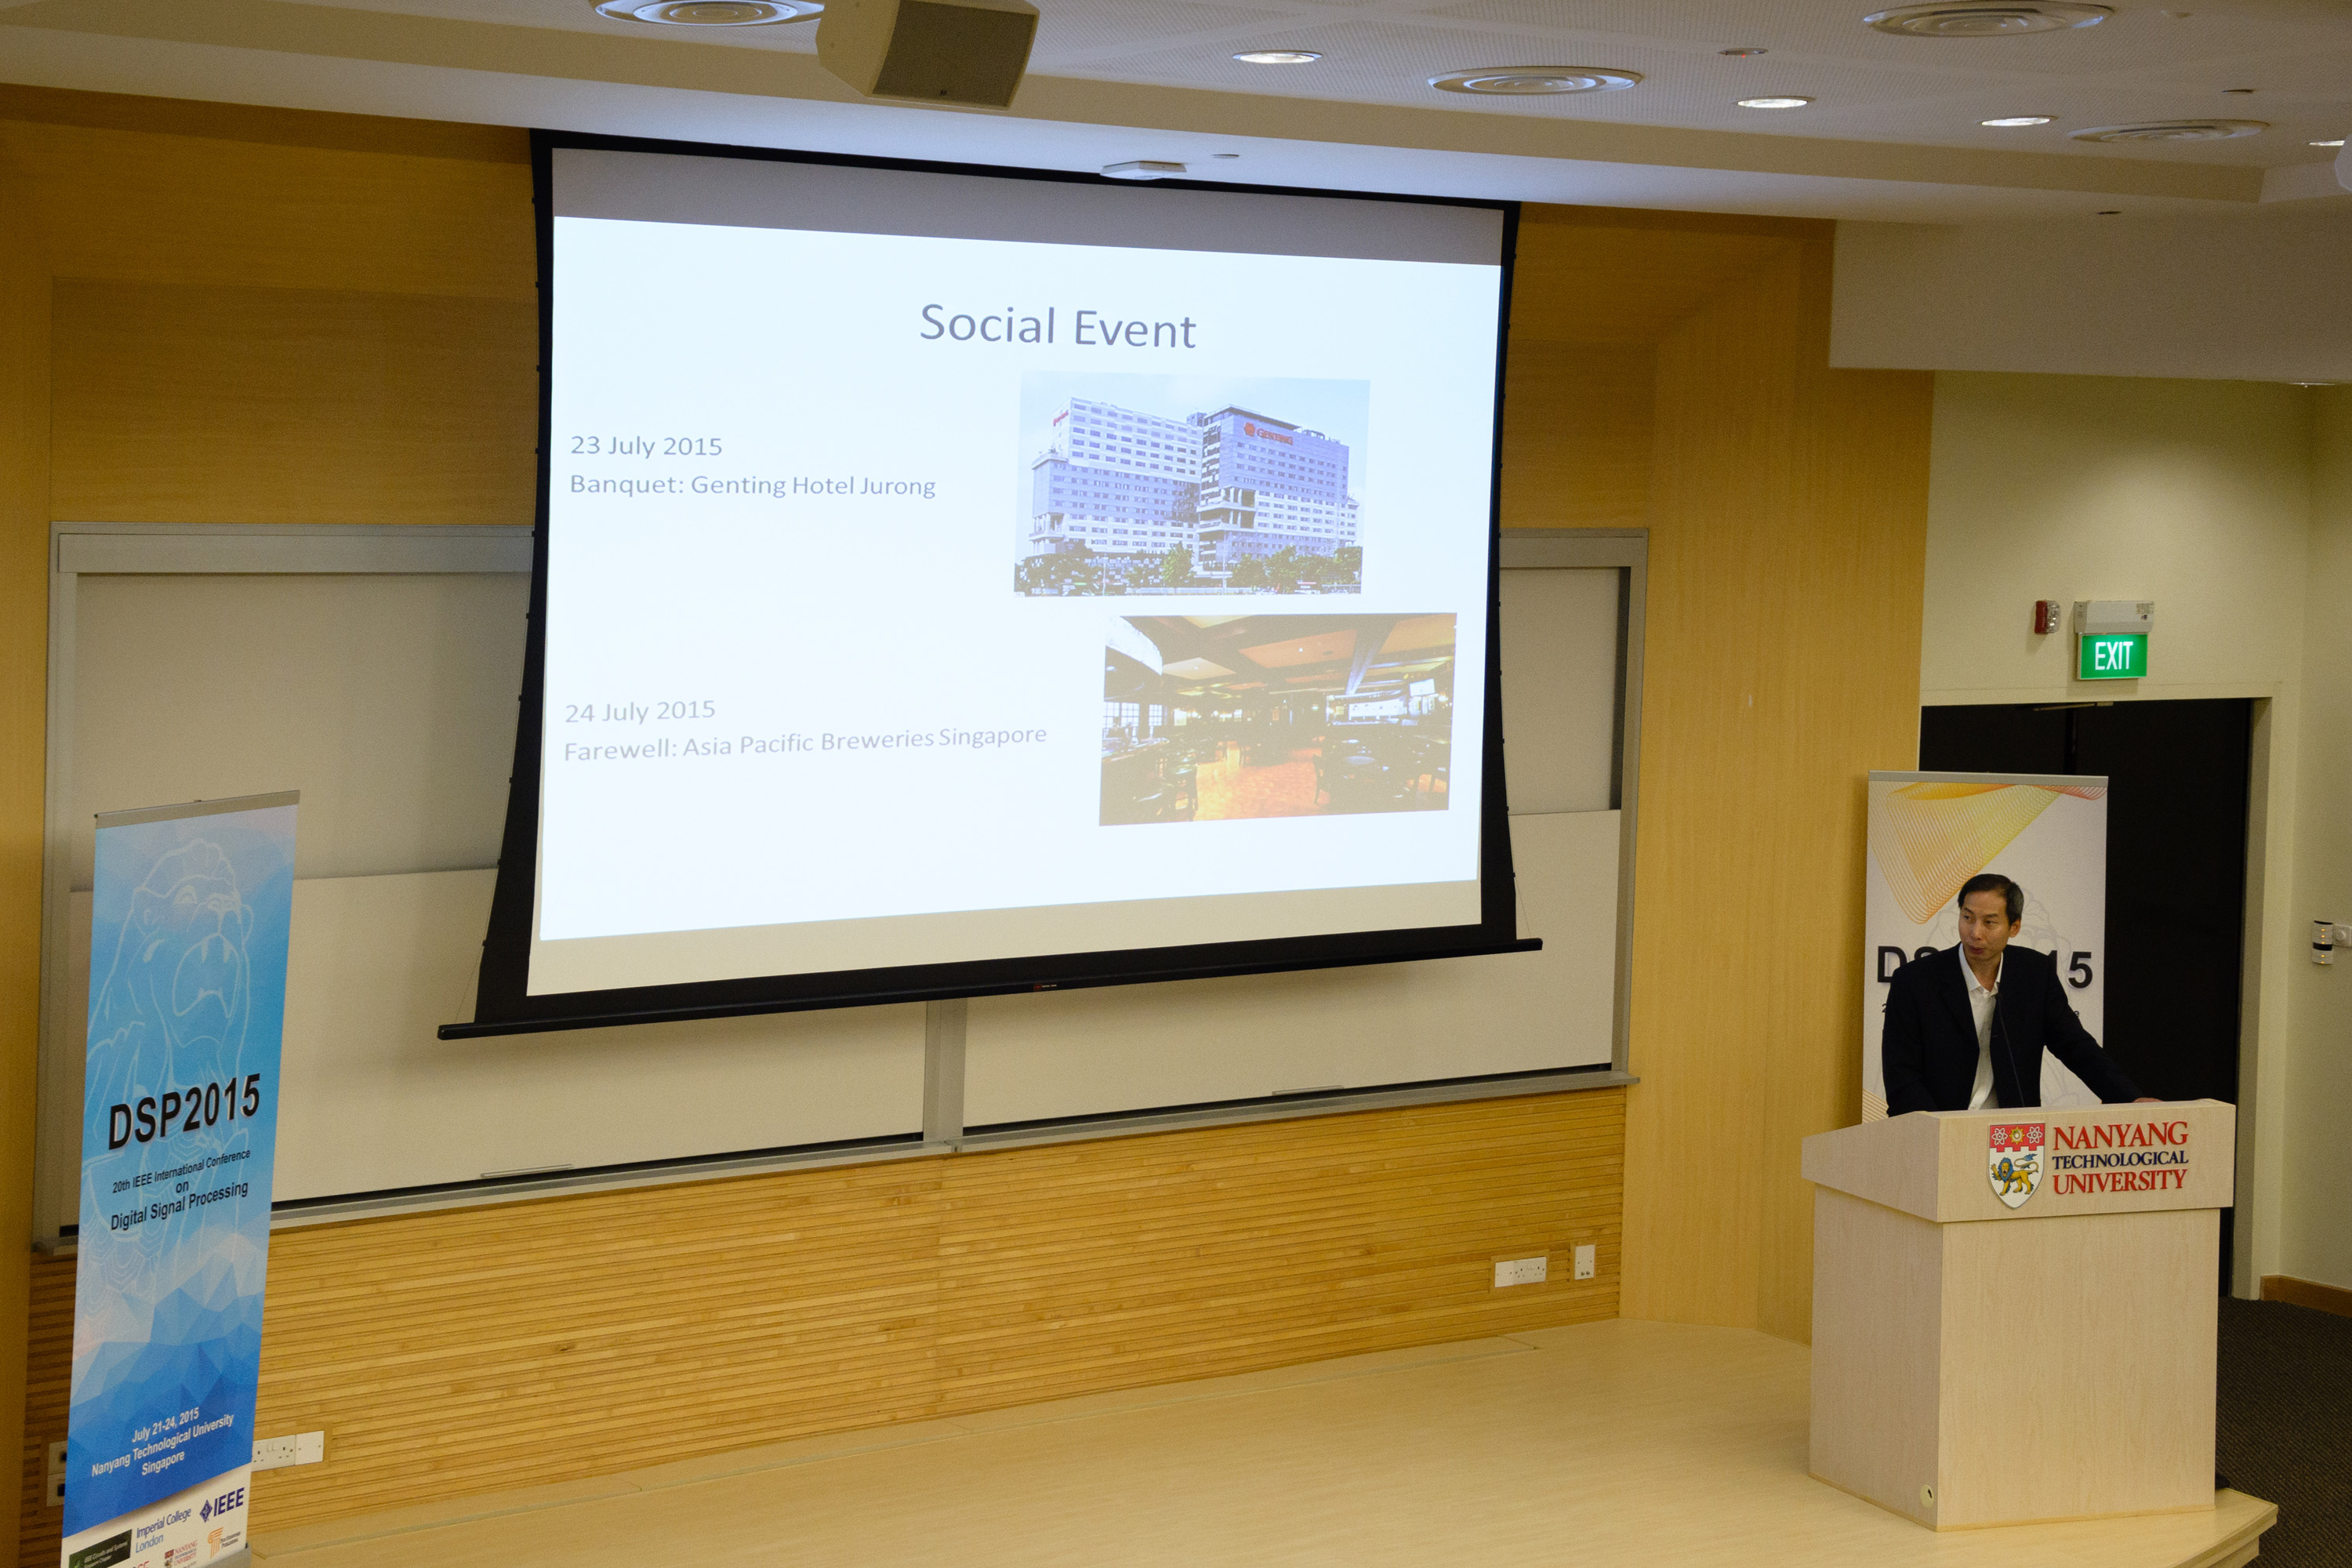 Social Event
23 July 2015
Banquet: Genting Hotel Jurong
GENTING
24 July 2015
Farewell: Asia Pacific Breweries Singapore
EXIT
DSP2015
20th IEEE International Conference
on
Digital Signal Processing
July 21-24, 2015
Nanyang Technological University
Singapore
IEEE
Imperial College
London
NANYANG
TECHNOLOGICAL
UNIVERSITY
15